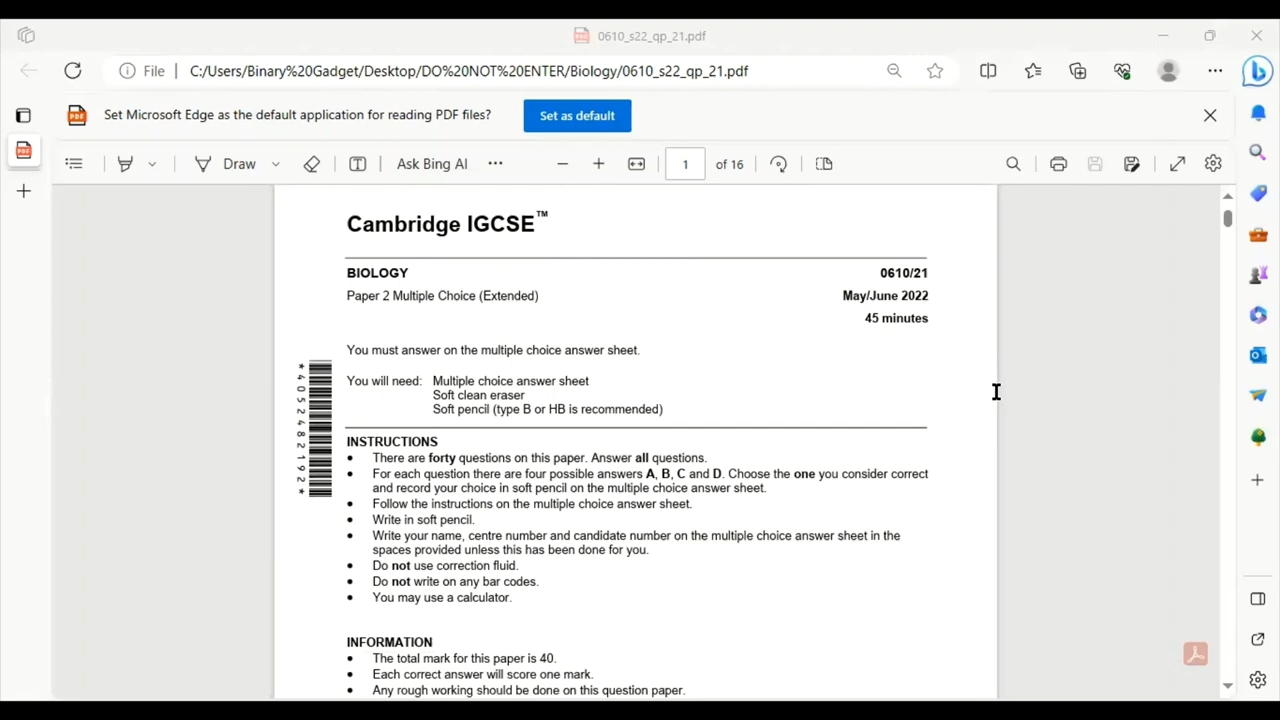 0610_s22_qp_21.pdf
File C:/Users/Binary%20Gadget/Desktop/DO%20NOT%20ENTER/Biology/0610_s22_qp_21.pdf
Set Microsoft Edge as the default application for reading PDF files? Set as default
Draw Ask Bing AI 1 of 16
Cambridge IGCSE™
BIOLOGY 0610/21
Paper 2 Multiple Choice (Extended) May/June 2022
45 minutes
You must answer on the multiple choice answer sheet.
You will need: Multiple choice answer sheet
Soft clean eraser
Soft pencil (type B or HB is recommended)
*4052482192*
INSTRUCTIONS
• There are forty questions on this paper. Answer all questions.
• For each question there are four possible answers A, B, C and D. Choose the one you consider correct
and record your choice in soft pencil on the multiple choice answer sheet.
• Follow the instructions on the multiple choice answer sheet.
• Write in soft pencil.
• Write your name, centre number and candidate number on the multiple choice answer sheet in the
spaces provided unless this has been done for you.
• Do not use correction fluid.
• Do not write on any bar codes.
• You may use a calculator.
INFORMATION
• The total mark for this paper is 40.
• Each correct answer will score one mark.
• Any rough working should be done on this question paper.